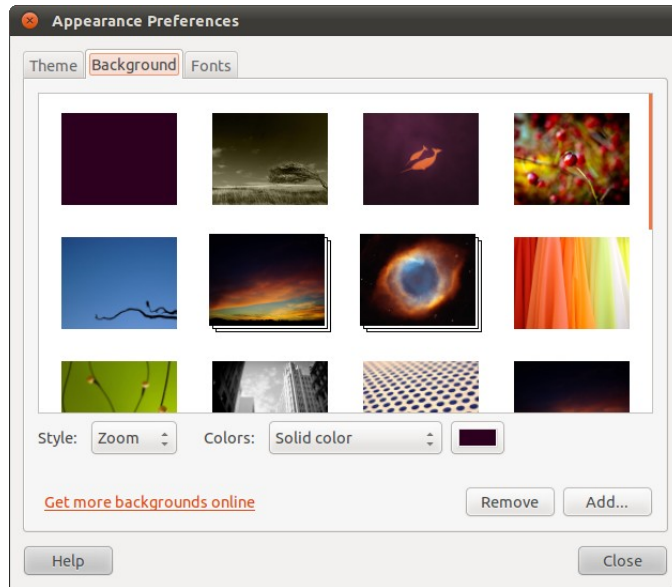 Appearance Preferences
Theme Background Fonts
Style: Zoom Colors: Solid color
Get more backgrounds online Remove Add...
Help Close